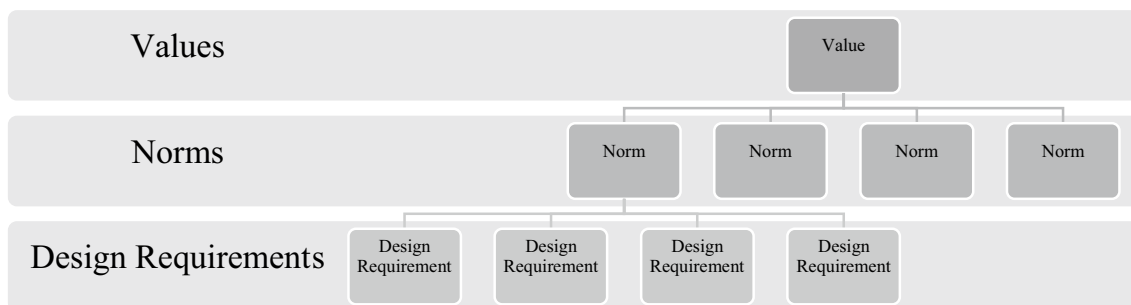 Values
Value
Norms
Norm
Norm
Norm
Norm
Design Requirements
Design
Requirement
Design
Requirement
Design
Requirement
Design
Requirement